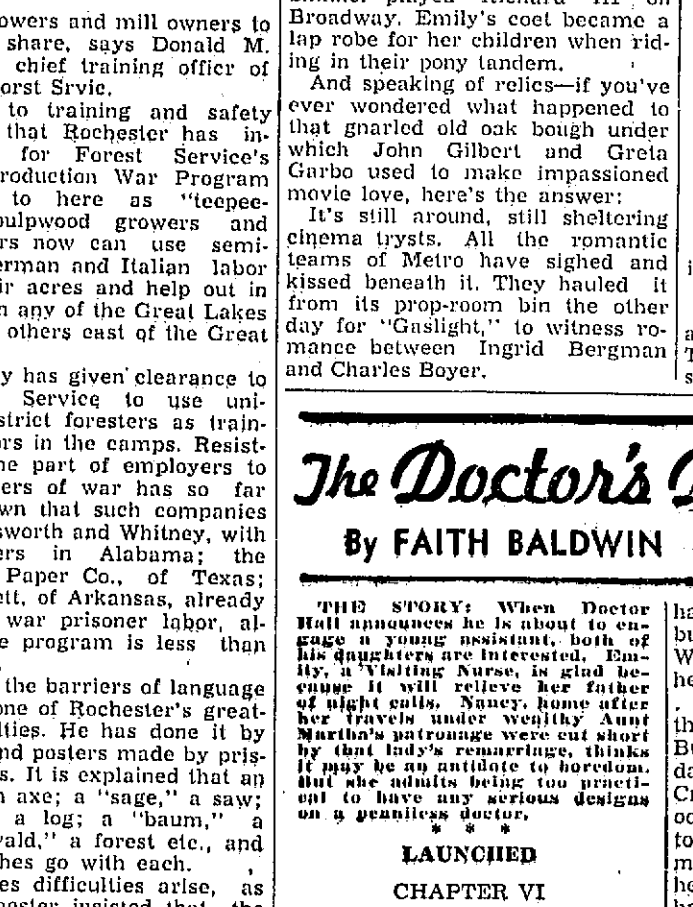 owers and mill owners to
share, says Donald M.
chief training officr of
orst Srvic.
to training and safety
that Rochester has in-
for Forest Service's
roduction War Program
to here as "teepee-
pulpwood growers and
rs now can use semi-
erman and Italian labor
ir acres and help out in
n any of the Great Lakes
others east of the Great
y has given clearance to
Service to use uni-
strict foresters as train-
rs in the camps. Resist-
he part of employers to
ers of war has so far
wn that such companies
sworth and Whitney, with
ers in Alabama; the
Paper Co., of Texas;
ett, of Arkansas, already
war prisoner labor, al-
e program is less than
the barriers of language
one of Rochester's great-
lties. He has done it by
nd posters made by pris-
s. It is explained that an
n axe; a "sage," a saw;
a log; a "baum," a
vald," a forest etc., and
hes go with each.
es difficulties arise, as
Broadway. Emily's coet became a
lap robe for her children when rid-
ing in their pony tandem.
And speaking of relics—if you've
ever wondered what happened to
that gnarled old oak bough under
which John Gilbert and Greta
Garbo used to make impassioned
movie love, here's the answer:
It's still around, still sheltering
cinema trysts. All the romantic
teams of Metro have sighed and
kissed beneath it. They hauled it
from its prop-room bin the other
day for "Gaslight," to witness ro-
mance between Ingrid Bergman
and Charles Boyer.
The Doctor's
By FAITH BALDWIN
THE STORY: When Doctor
Hall announces he is about to en-
gage a young assistant, both of
his daughters are interested. Em-
ily, a Visiting Nurse, is glad be-
cause it will relieve her father
of night calls. Nancy, home after
her travels under wealthy Aunt
Martha's patronage were cut short
by that lady's remarriage, thinks
it may be an antidote to boredom.
But she admits being too practi-
cal to have any serious designs
on a penniless doctor.
* * *
LAUNCHED
CHAPTER VI